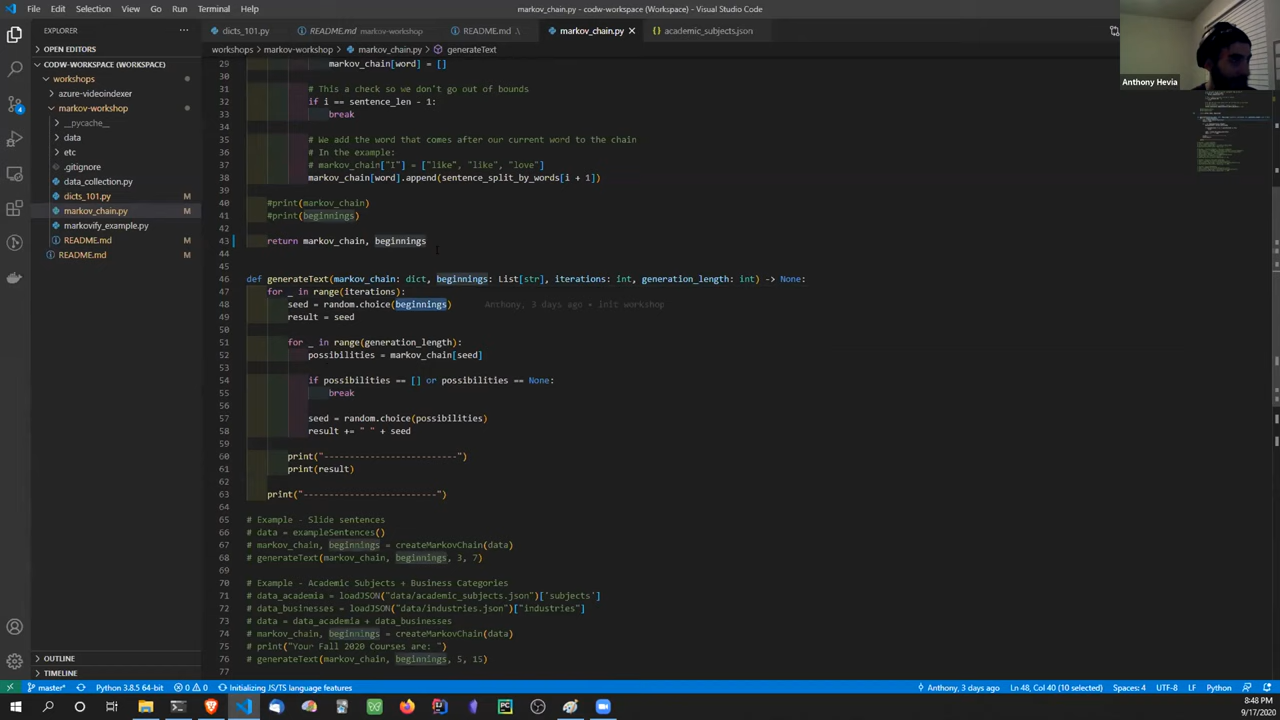 File Edit Selection View Go Run Terminal Help
markov_chain.py - codw-workspace (Workspace) - Visual Studio Code
EXPLORER
OPEN EDITORS
CODW-WORKSPACE (WORKSPACE)
workshops
azure-videoindexer
markov-workshop
__pycache__
data
etc
.gitignore
data_collection.py
dicts_101.py M
markov_chain.py M
markovify_example.py
README.md M
README.md M
OUTLINE
TIMELINE
dicts_101.py README.md markov-workshop README.md markov_chain.py academic_subjects.json
workshops > markov-workshop > markov_chain.py > generateText
29 markov_chain[word] = []
30
31 # This a check so we don't go out of bounds
32 if i == sentence_len - 1:
33 break
34
35 # We add the word that comes after our current word to the chain
36 # In the example:
37 # markov_chain["I"] = ["like", "like", "love"]
38 markov_chain[word].append(sentence_split_by_words[i + 1])
39
40 #print(markov_chain)
41 #print(beginnings)
42
43 return markov_chain, beginnings
44
45
46 def generateText(markov_chain: dict, beginnings: List[str], iterations: int, generation_length: int) -> None:
47 for _ in range(iterations):
48 seed = random.choice(beginnings) Anthony, 3 days ago • init workshop
49 result = seed
50
51 for _ in range(generation_length):
52 possibilities = markov_chain[seed]
53
54 if possibilities == [] or possibilities == None:
55 break
56
57 seed = random.choice(possibilities)
58 result += " " + seed
59
60 print("--------------------------")
61 print(result)
62
63 print("--------------------------")
64
65 # Example - Slide sentences
66 # data = exampleSentences()
67 # markov_chain, beginnings = createMarkovChain(data)
68 # generateText(markov_chain, beginnings, 3, 7)
69
70 # Example - Academic Subjects + Business Categories
71 # data_academia = loadJSON("data/academic_subjects.json")['subjects']
72 # data_businesses = loadJSON("data/industries.json")["industries"]
73 # data = data_academia + data_businesses
74 # markov_chain, beginnings = createMarkovChain(data)
75 # print("Your Fall 2020 Courses are: ")
76 # generateText(markov_chain, beginnings, 5, 15)
77
Anthony Hevia
master* Python 3.8.5 64-bit 0 0 Initializing JS/TS language features
Anthony, 3 days ago Ln 48, Col 40 (10 selected) Spaces: 4 UTF-8 LF Python
8:48 PM
9/17/2020